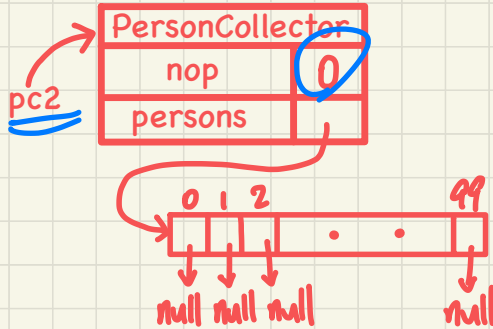 PersonCollector
nop 0
pc2
persons
0 1 2 99
null null null null